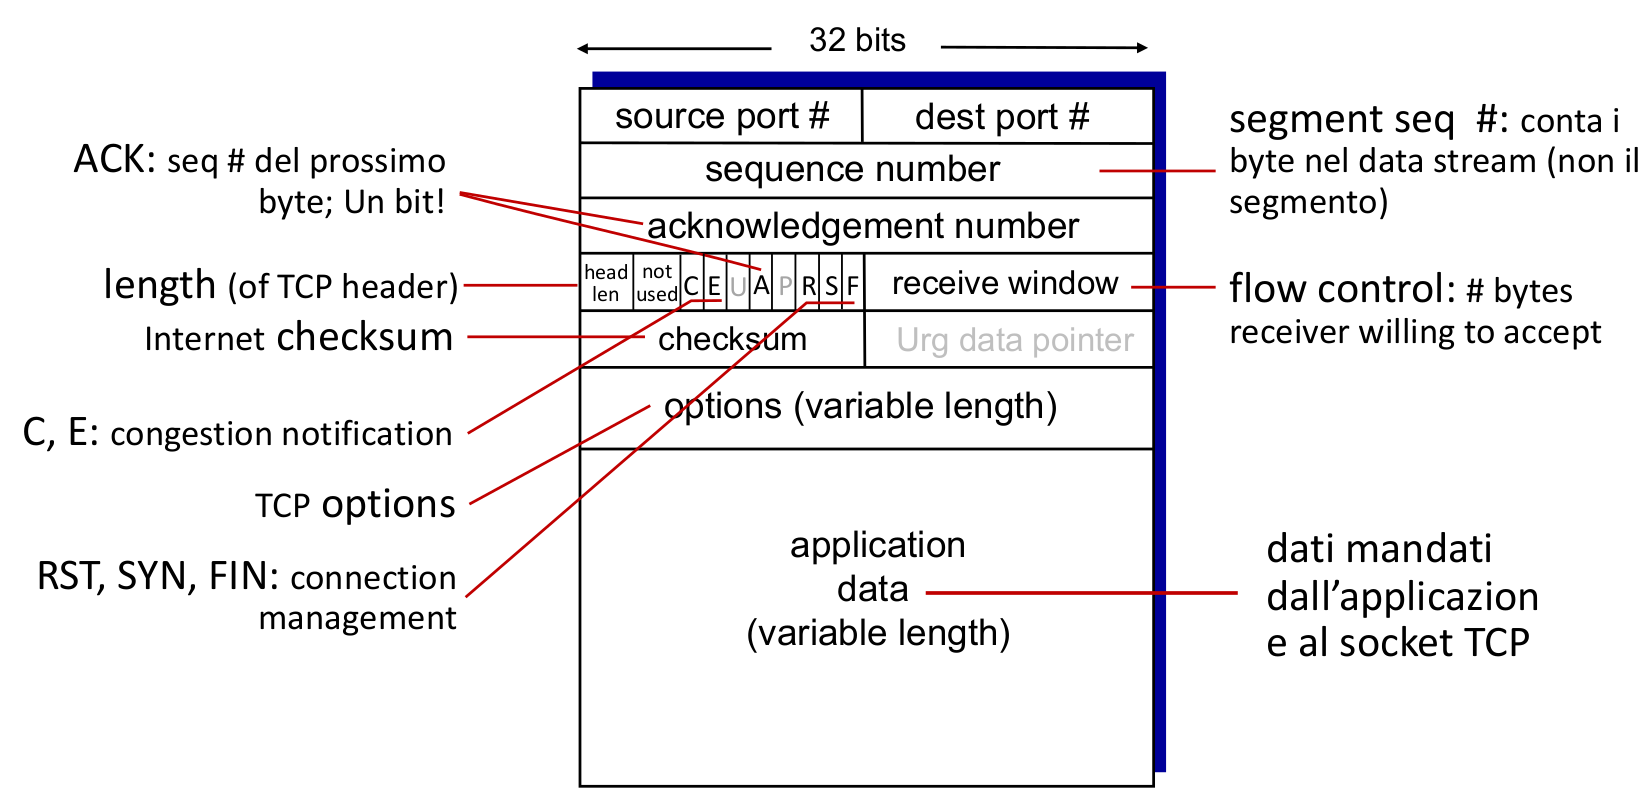 32 bits
source port #
dest port #
sequence number
acknowledgement number
head
len
not
used
C
E
U
A
P
R
S
F
receive window
checksum
Urg data pointer
options (variable length)
application
data
(variable length)
ACK: seq # del prossimo
byte; Un bit!
length (of TCP header)
Internet checksum
C, E: congestion notification
TCP options
RST, SYN, FIN: connection
management
segment seq #: conta i
byte nel data stream (non il
segmento)
flow control: # bytes
receiver willing to accept
dati mandati
dall’applicazion
e al socket TCP